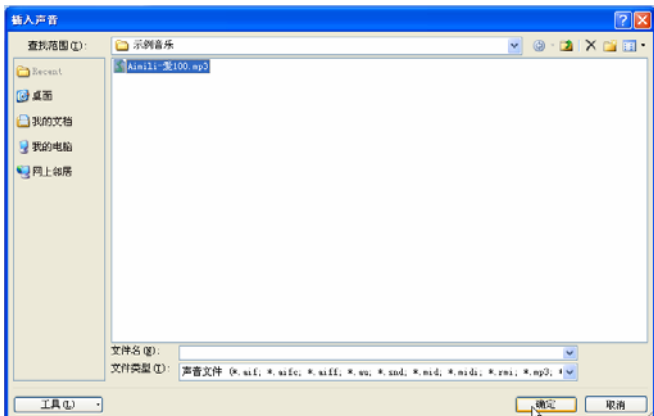 插入声音
查找范围(I):
示例音乐
Aimili-爱100.mp3
Recent
桌面
我的文档
我的电脑
网上邻居
文件名(N):
文件类型(T):
声音文件 (*.aif; *.aifc; *.aiff; *.au; *.snd; *.mid; *.midi; *.rmi; *.mp3;
工具(L)
确定
取消